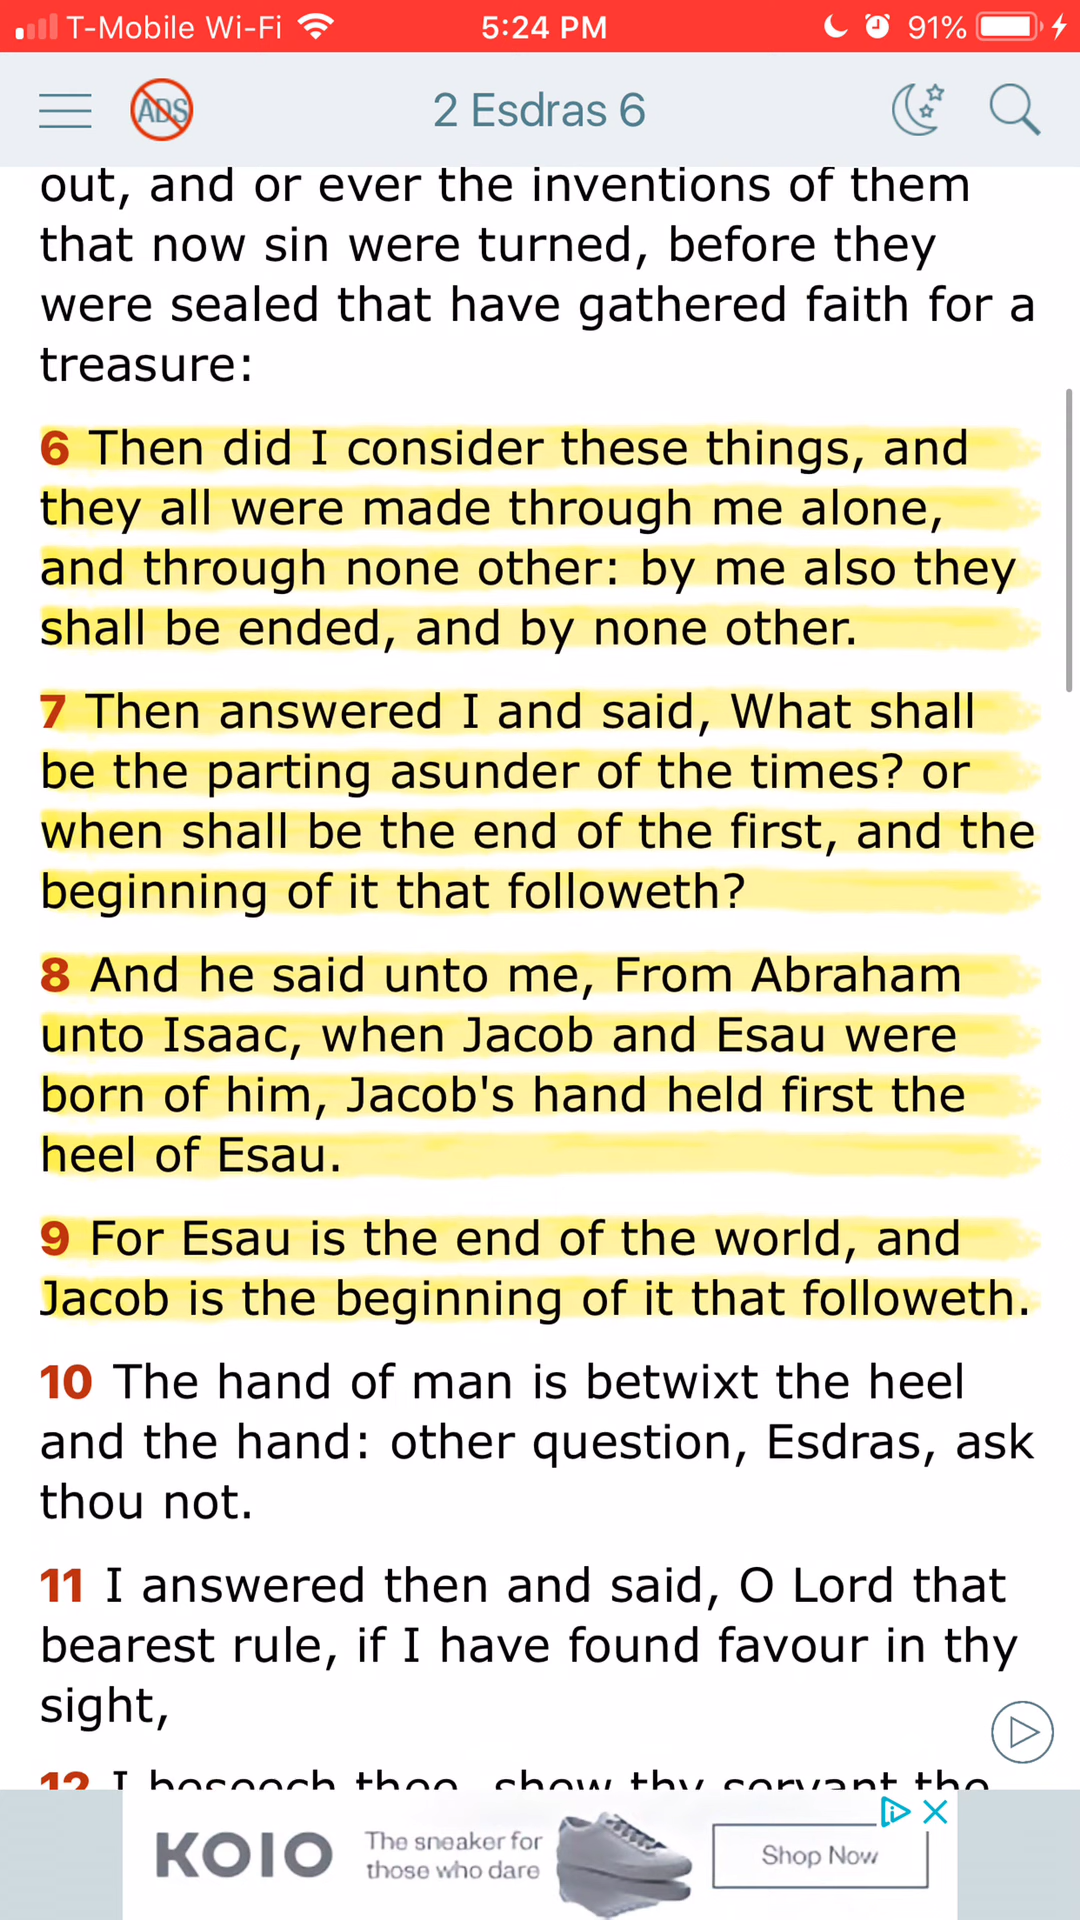 T-Mobile Wi-Fi 5:24 PM 91%
ADS 2 Esdras 6
out, and or ever the inventions of them
that now sin were turned, before they
were sealed that have gathered faith for a
treasure:
6 Then did I consider these things, and
they all were made through me alone,
and through none other: by me also they
shall be ended, and by none other.
7 Then answered I and said, What shall
be the parting asunder of the times? or
when shall be the end of the first, and the
beginning of it that followeth?
8 And he said unto me, From Abraham
unto Isaac, when Jacob and Esau were
born of him, Jacob's hand held first the
heel of Esau.
9 For Esau is the end of the world, and
Jacob is the beginning of it that followeth.
10 The hand of man is betwixt the heel
and the hand: other question, Esdras, ask
thou not.
11 I answered then and said, O Lord that
bearest rule, if I have found favour in thy
sight,
12 I beseech thee, shew thy servant the
KOIO
The sneaker for
those who dare
Shop Now